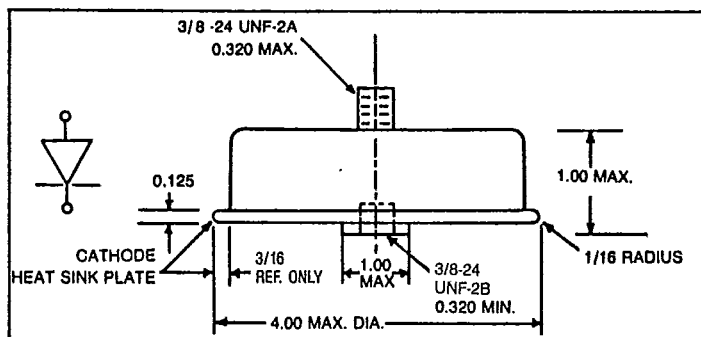 3/8-24 UNF-2A
0.320 MAX.
0.125
1.00 MAX.
CATHODE
HEAT SINK PLATE
3/16
REF. ONLY
1.00
MAX
3/8-24
UNF-2B
0.320 MIN.
1/16 RADIUS
4.00 MAX. DIA.